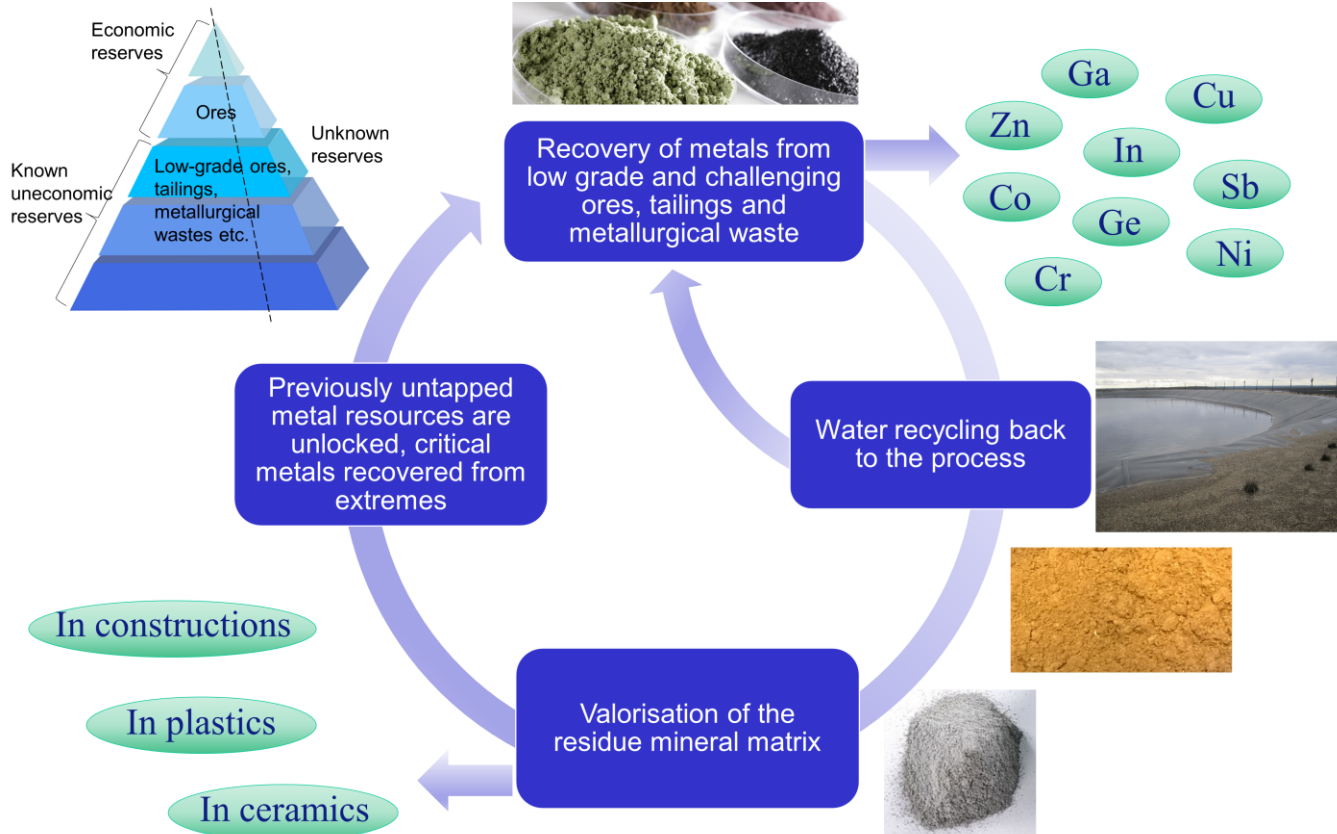 Economic
reserves
Ores
Unknown
reserves
Known
uneconomic
reserves
Low-grade ores,
tailings,
metallurgical
wastes etc.
Recovery of metals from
low grade and challenging
ores, tailings and
metallurgical waste
Ga
Cu
Zn
In
Sb
Co
Ge
Ni
Cr
Previously untapped
metal resources are
unlocked, critical
metals recovered from
extremes
Water recycling back
to the process
In constructions
In plastics
In ceramics
Valorisation of the
residue mineral matrix